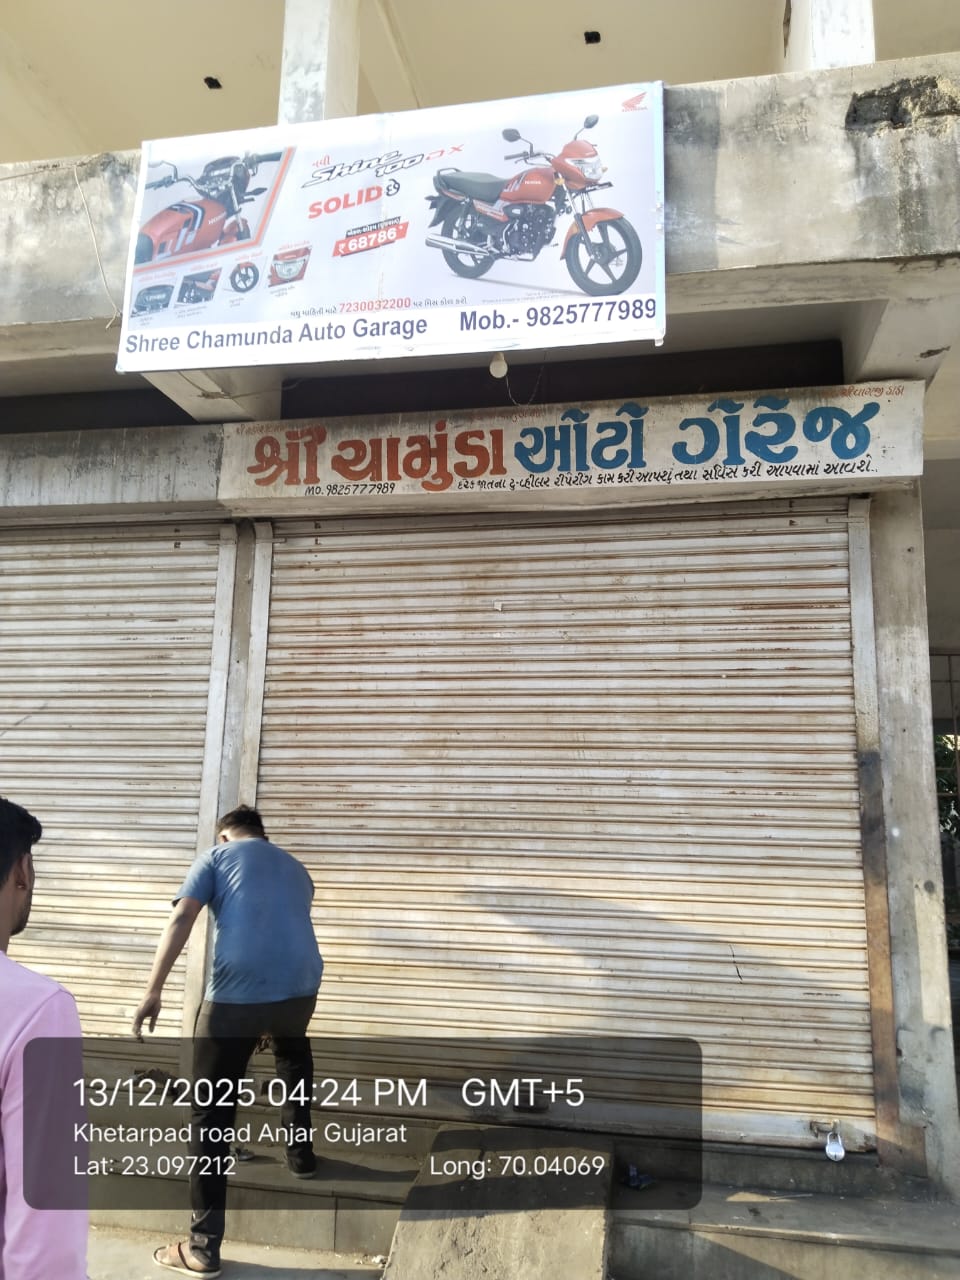 HONDA
નવી
Shine
100 DX
SOLID છે
₹ 68786*
વધુ માહિતી માટે 7230032200 પર મિસ કોલ કરો
Shree Chamunda Auto Garage Mob.- 9825777989
શ્રી ચામુંડા ઓટો ગેરેજ
MO.9825777989
દરેક જાતના ટુ-વ્હીલર રીપેરીંગ કામ કરી આપશું તથા સર્વિસ કરી આપવામાં આવશે..
13/12/2025 04:24 PM GMT+5
Khetarpad road Anjar Gujarat
Lat: 23.097212 Long: 70.04069